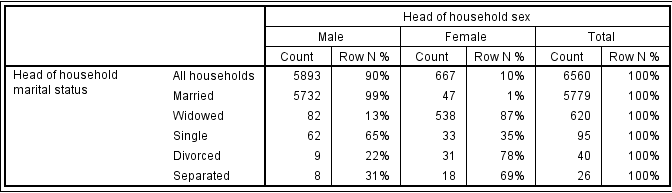 Head of household sex
Male Female Total
Count Row N % Count Row N % Count Row N %
Head of household marital status All households 5893 90% 667 10% 6560 100%
Married 5732 99% 47 1% 5779 100%
Widowed 82 13% 538 87% 620 100%
Single 62 65% 33 35% 95 100%
Divorced 9 22% 31 78% 40 100%
Separated 8 31% 18 69% 26 100%